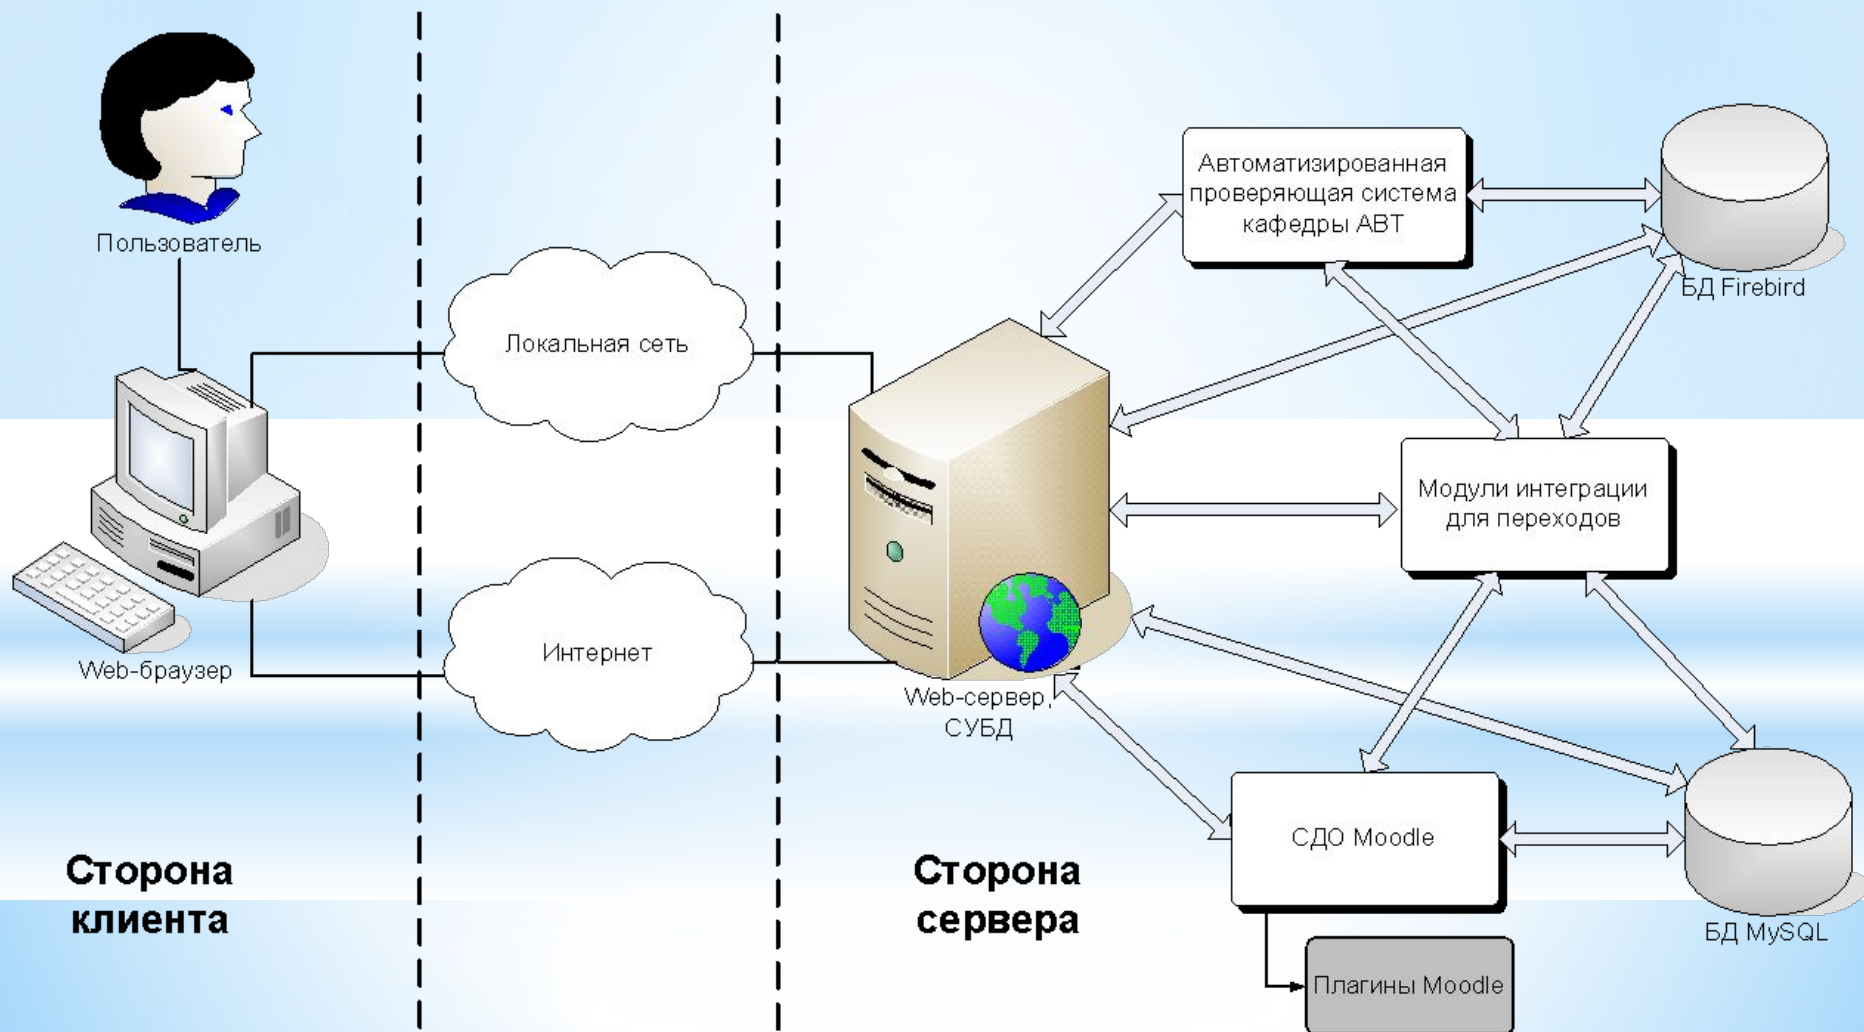 Пользователь
Web-браузер
Сторона
клиента
Локальная сеть
Интернет
Web-сервер,
СУБД
Сторона
сервера
Автоматизированная
проверяющая система
кафедры АВТ
БД Firebird
Модули интеграции
для переходов
СДО Moodle
БД MySQL
Плагины Moodle